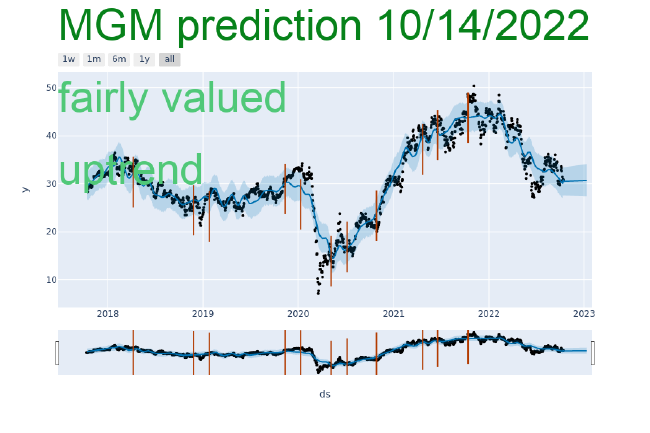 MGM prediction 10/14/2022
1w 1m 6m 1y all
fairly valued
uptrend
50
40
30
20
10
y
2018 2019 2020 2021 2022 2023
ds